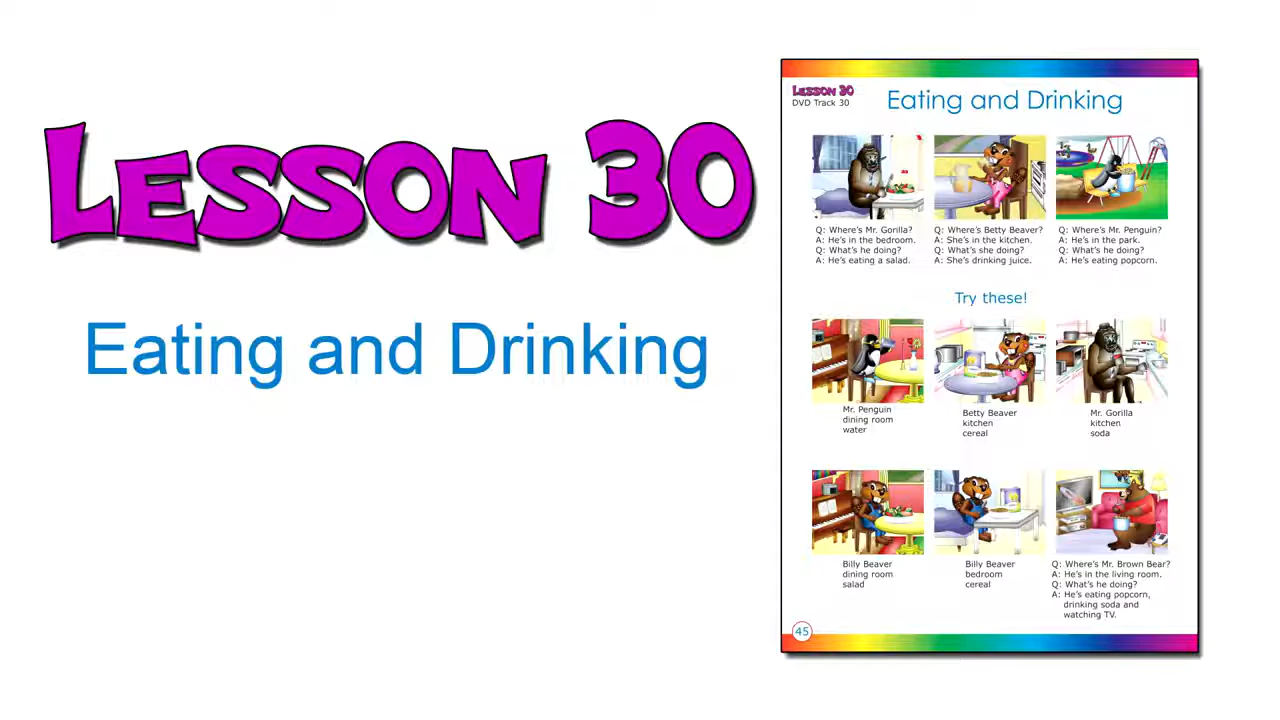 LESSON 30
Eating and Drinking
LESSON 30
DVD Track 30
Eating and Drinking
Q: Where's Mr. Gorilla?
A: He's in the bedroom.
Q: What's he doing?
A: He's eating a salad.
Q: Where's Betty Beaver?
A: She's in the kitchen.
Q: What's she doing?
A: She's drinking juice.
Q: Where's Mr. Penguin?
A: He's in the park.
Q: What's he doing?
A: He's eating popcorn.
Try these!
Mr. Penguin
dining room
water
Betty Beaver
kitchen
cereal
Mr. Gorilla
kitchen
soda
Billy Beaver
dining room
salad
Billy Beaver
bedroom
cereal
Q: Where's Mr. Brown Bear?
A: He's in the living room.
Q: What's he doing?
A: He's eating popcorn,
drinking soda and
watching TV.
45